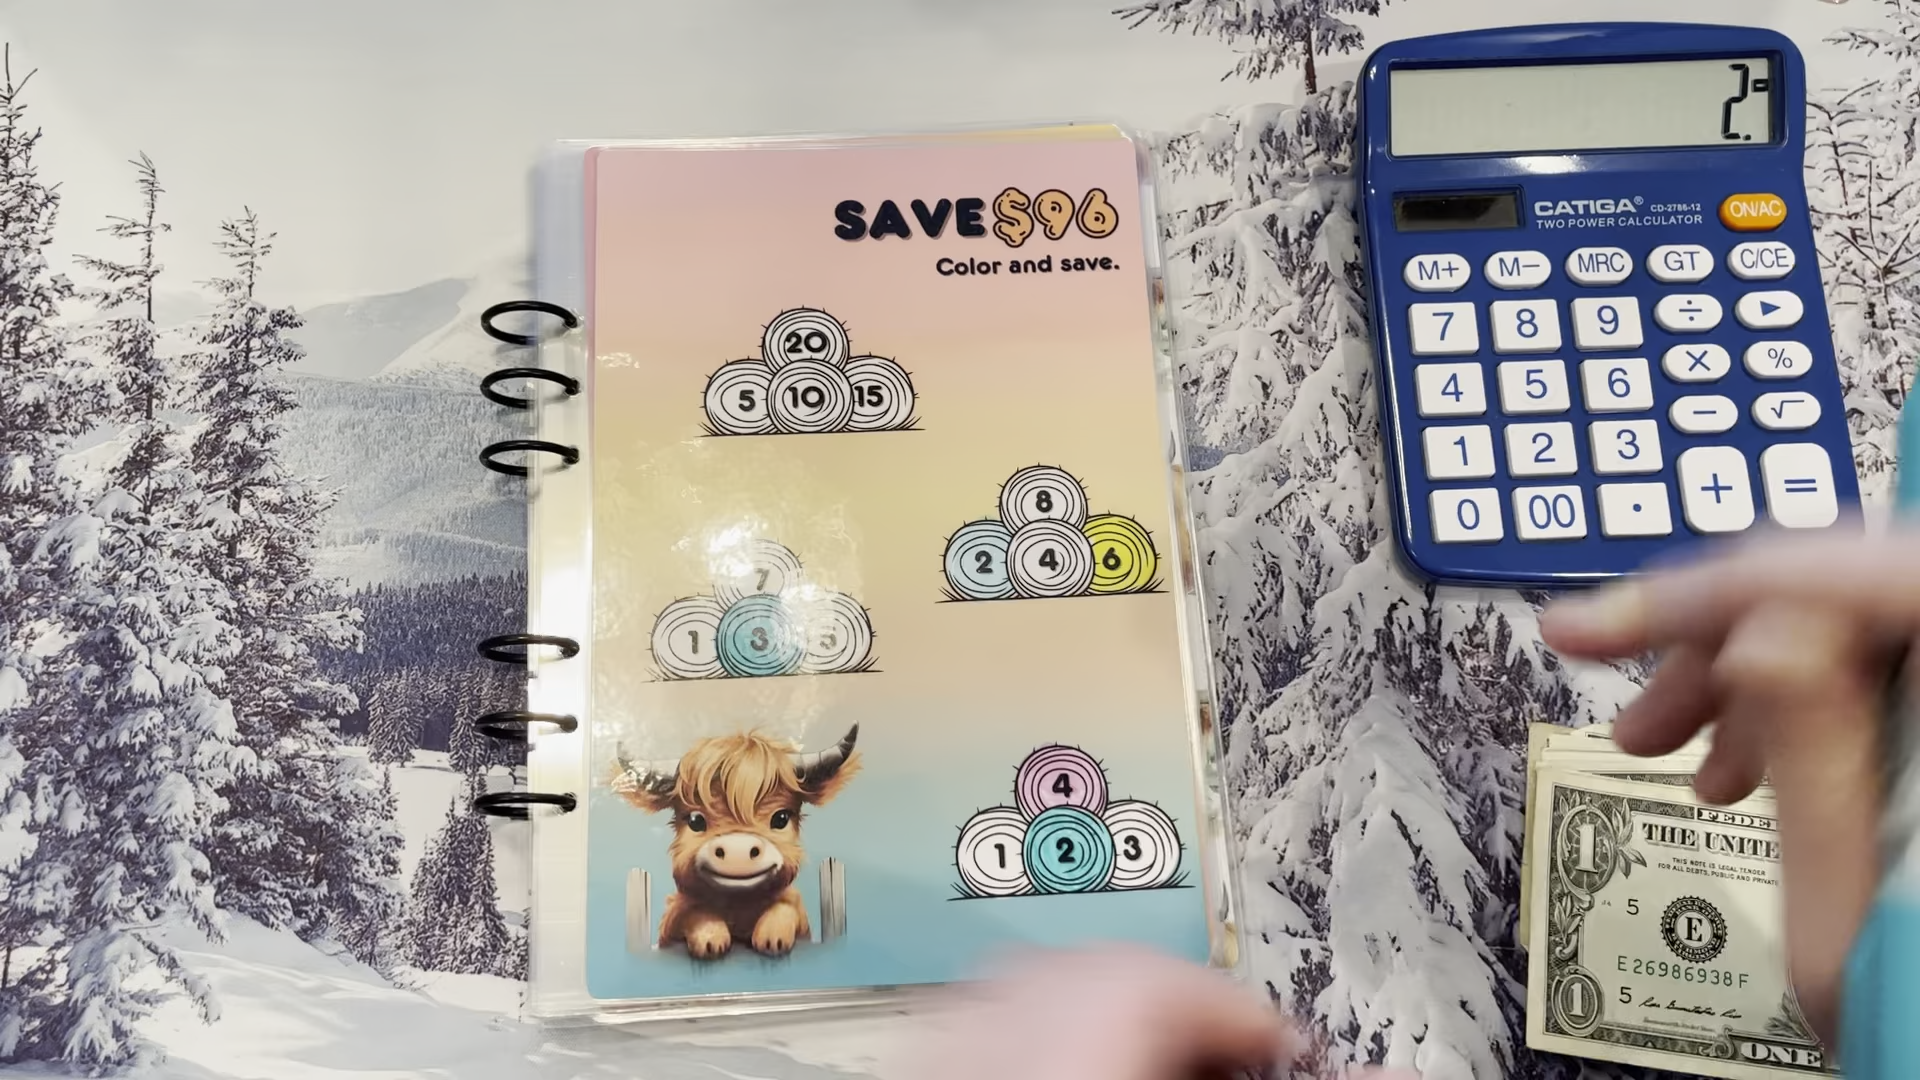 2.
SAVE $96
Color and save.
20
5 10 15
8
2 4 6
7
1 3 5
4
1 2 3
CATIGA® CD-2786-12
TWO POWER CALCULATOR
ON/AC
M+ M− MRC GT C/CE
7 8 9 ÷ ▶
4 5 6 × %
1 2 3 − √
0 00 · + =
1 FEDE
THE UNITE
THIS NOTE IS LEGAL TENDER
FOR ALL DEBTS, PUBLIC AND PRIVATE
5
E
E 26986938 F
5
1 ONE